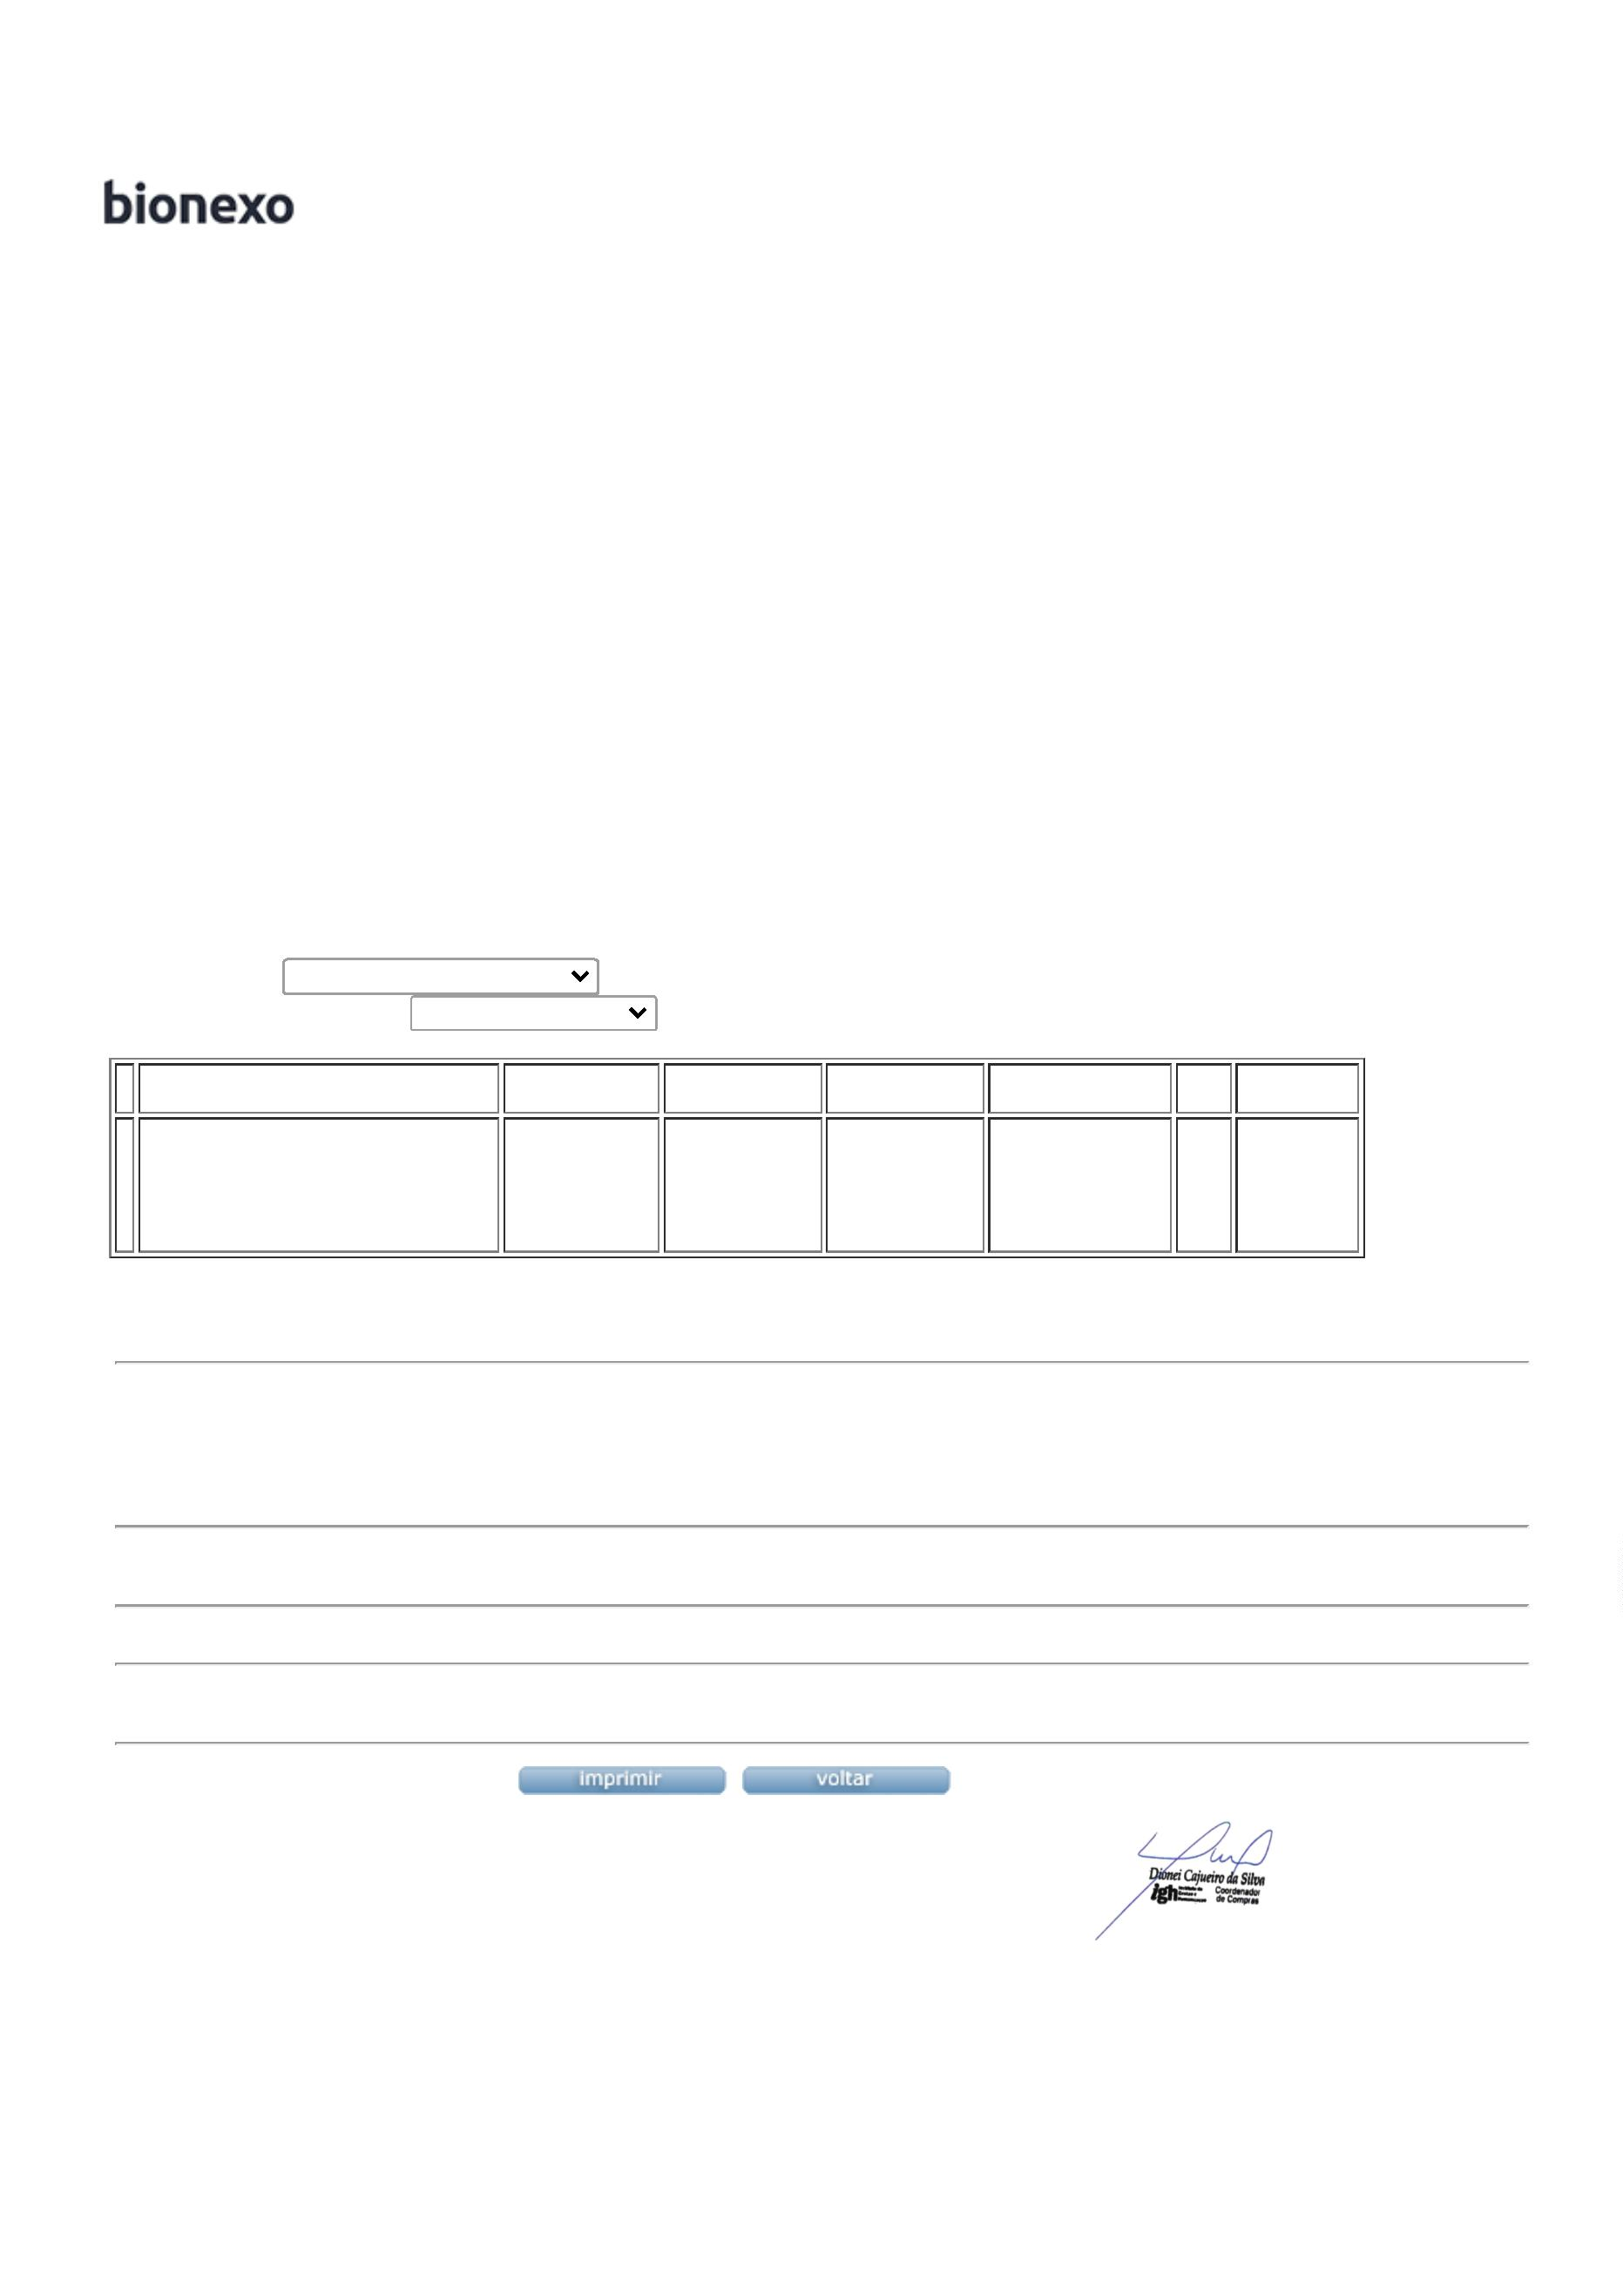 bionexo
imprimir
voltar
Dionei Cajueiro da Silva
igh
Coordenador
de Compras